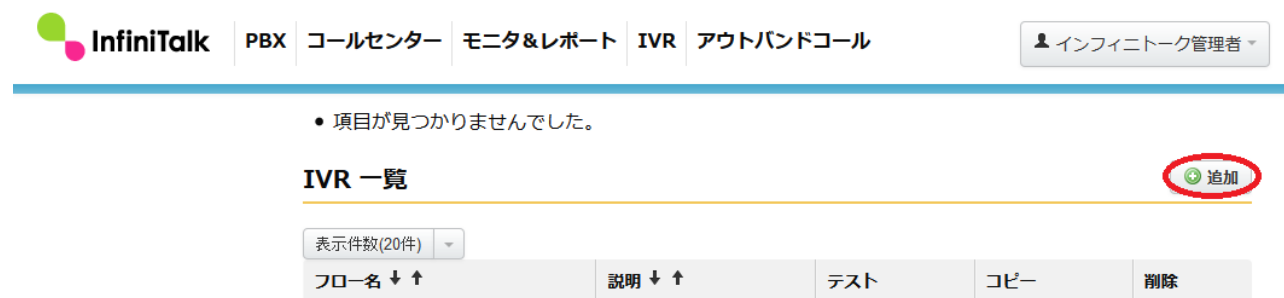 InfiniTalk PBX コールセンター モニタ&レポート IVR アウトバンドコール インフィニトーク管理者
• 項目が見つかりませんでした。
IVR 一覧 追加
表示件数(20件)
フロー名 ↓ ↑ 説明 ↓ ↑ テスト コピー 削除